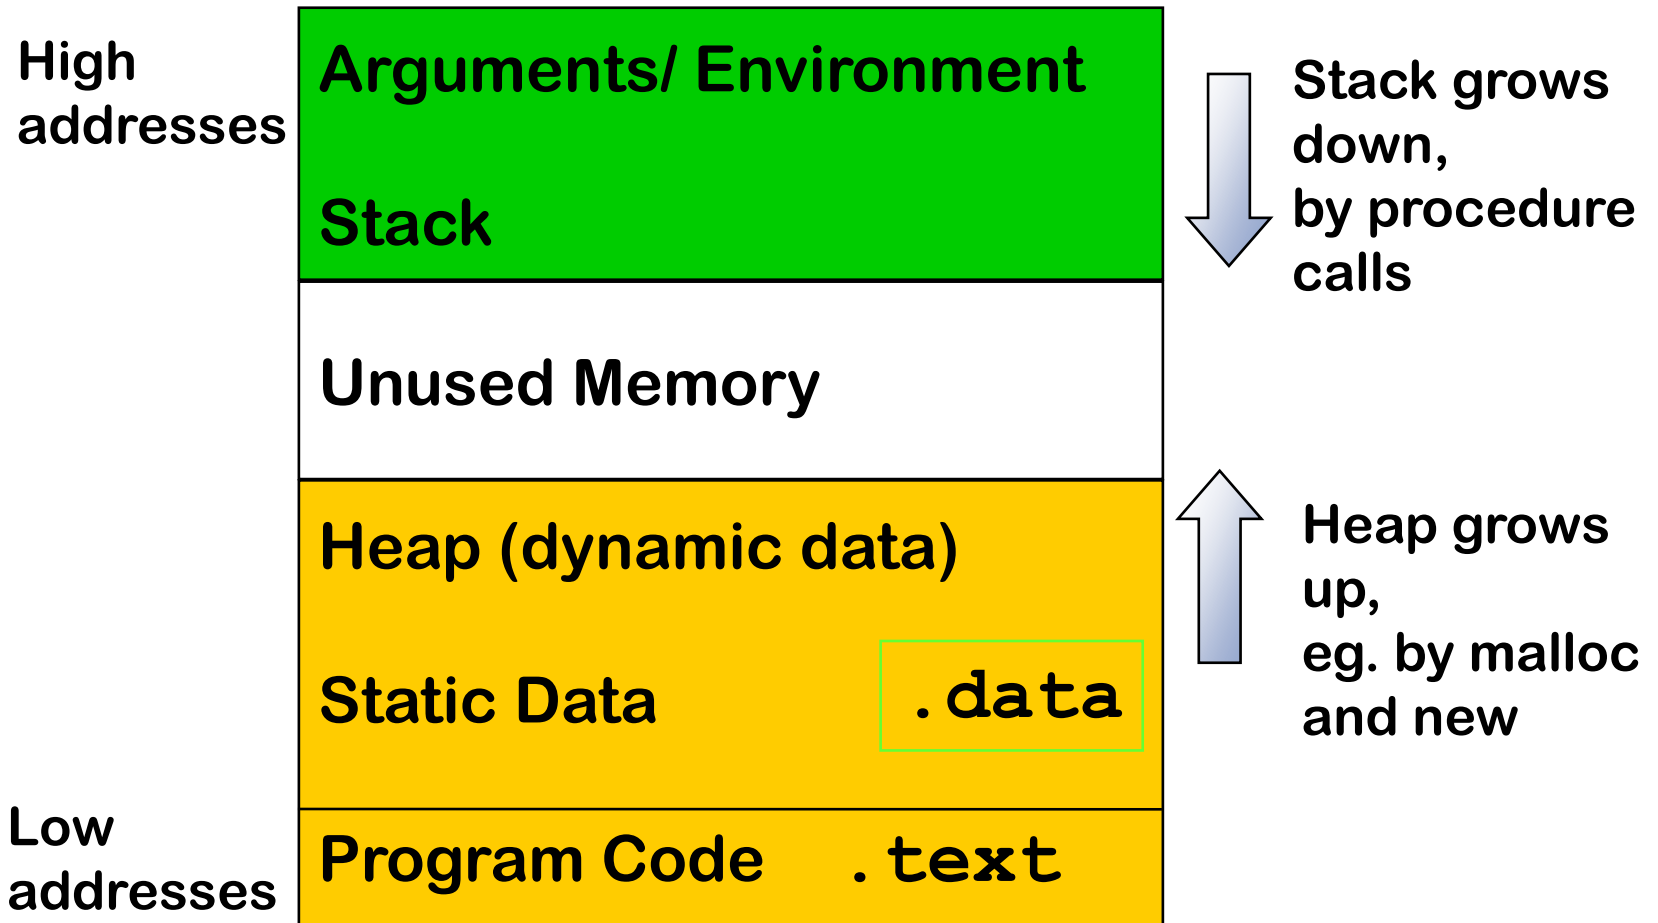 High
addresses
Arguments/ Environment
Stack
Stack grows
down,
by procedure
calls
Unused Memory
Heap (dynamic data)
Static Data .data
Heap grows
up,
eg. by malloc
and new
Low
addresses
Program Code .text